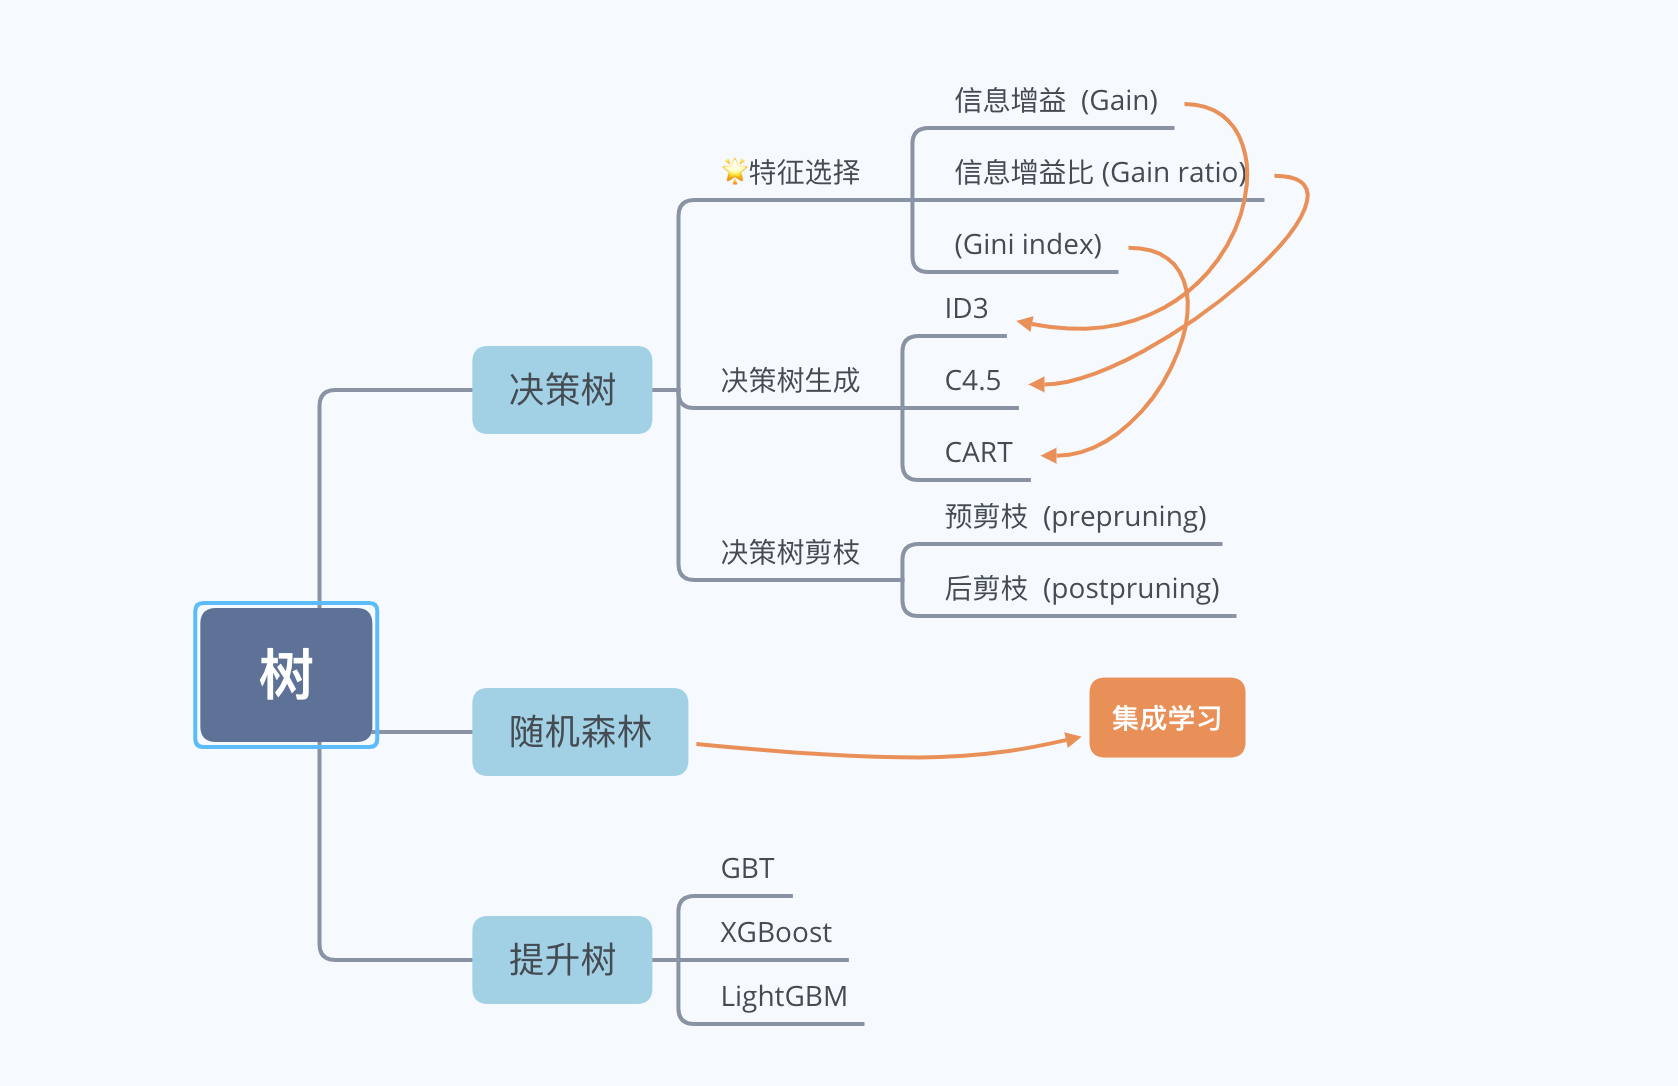 树
决策树
🌟特征选择
信息增益 (Gain)
信息增益比 (Gain ratio)
(Gini index)
决策树生成
ID3
C4.5
CART
决策树剪枝
预剪枝 (prepruning)
后剪枝 (postpruning)
随机森林
集成学习
提升树
GBT
XGBoost
LightGBM